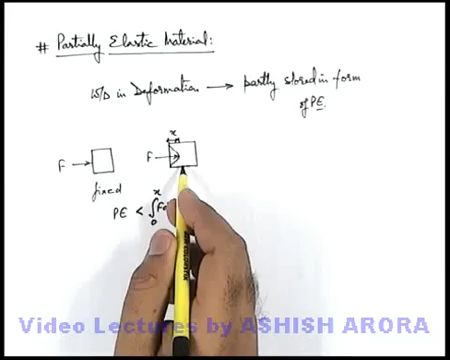 # Partially Elastic Material:
W/D in Deformation → partly stored in form
of PE
x
F → F →
fixed
x
PE < ∫ F
0
Video Lectures by ASHISH ARORA